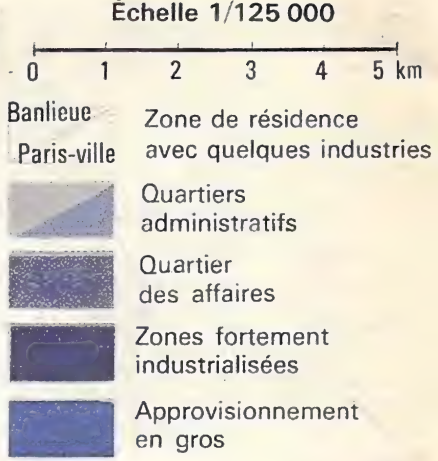 Échelle 1/125 000
0 1 2 3 4 5 km
Banlieue
Paris-ville
Zone de résidence
avec quelques industries
Quartiers
administratifs
Quartier
des affaires
Zones fortement
industrialisées
Approvisionnement
en gros